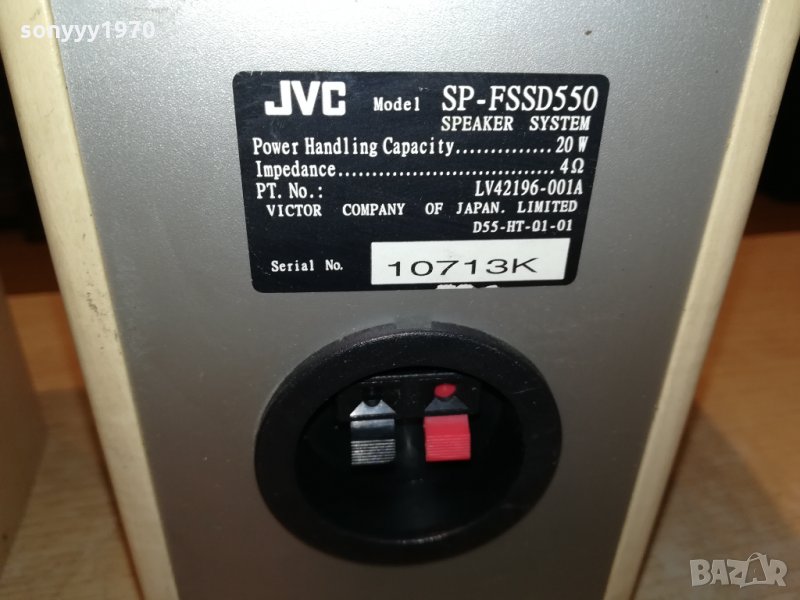 sonyyy1970
JVC Model SP-FSSD550
SPEAKER SYSTEM
Power Handling Capacity...............20 W
Impedance..................................4Ω
PT. No.: LV42196-001A
VICTOR COMPANY OF JAPAN. LIMITED
D55-HT-01-01
Serial No. 10713K
BAZAR